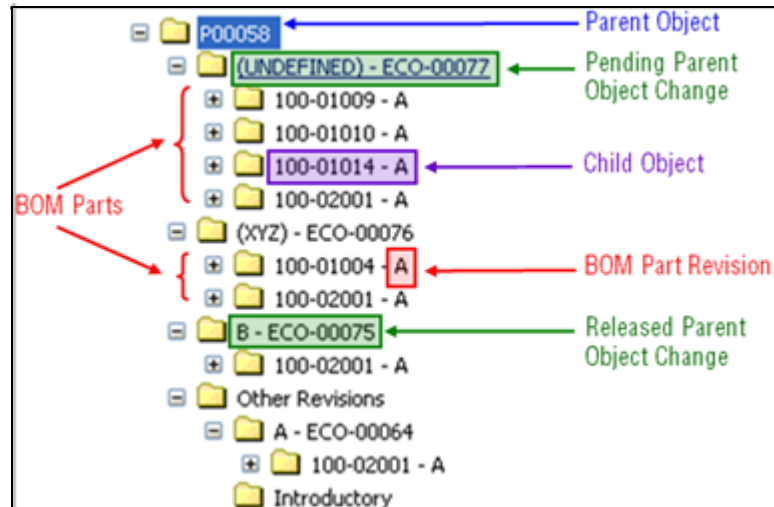 P00058
Parent Object
(UNDEFINED) - ECO-00077
Pending Parent
Object Change
100-01009 - A
100-01010 - A
100-01014 - A
Child Object
100-02001 - A
BOM Parts
(XYZ) - ECO-00076
100-01004 - A
BOM Part Revision
100-02001 - A
B - ECO-00075
Released Parent
Object Change
100-02001 - A
Other Revisions
A - ECO-00064
100-02001 - A
Introductory